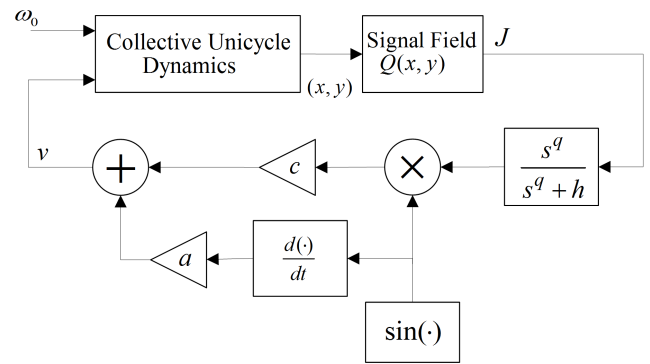 ω₀
Collective Unicycle
Dynamics
(x, y)
Signal Field
Q(x, y)
J
s^q
s^q + h
×
c
+
v
a
d(·)
dt
sin(·)